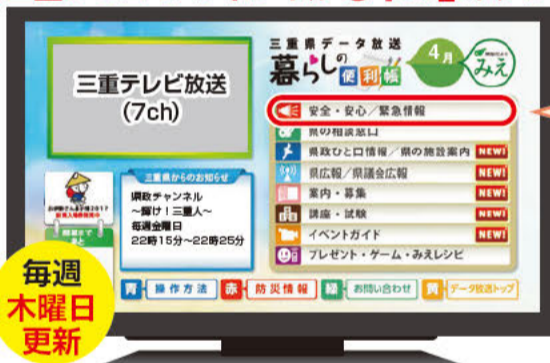 三重県データ放送
暮らしの便利帳
4月
みえ
三重テレビ放送
(7ch)
安全・安心/緊急情報
県の相談窓口
県政ひと口情報/県の施設案内 NEW!
県広報/県議会広報 NEW!
案内・募集 NEW!
講座・試験 NEW!
イベントガイド NEW!
プレゼント・ゲーム・みえレシピ
三重県からのお知らせ
県政チャンネル
~輝け!三重人~
毎週金曜日
22時15分~22時25分
青 操作方法 赤 防災情報 緑 お問い合わせ 黄 データ放送トップ
毎週
木曜日
更新